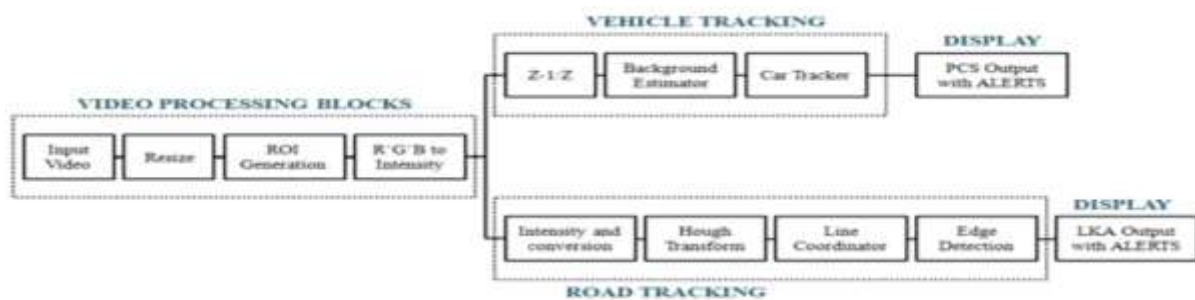 VEHICLE TRACKING
Z-1/Z
Background
Estimator
Car Tracker
DISPLAY
PCS Output
with ALERTS
VIDEO PROCESSING BLOCKS
Input
Video
Resize
ROI
Generation
R'G'B to
Intensity
Intensity and
conversion
Hough
Transform
Line
Coordinator
Edge
Detection
DISPLAY
LKA Output
with ALERTS
ROAD TRACKING